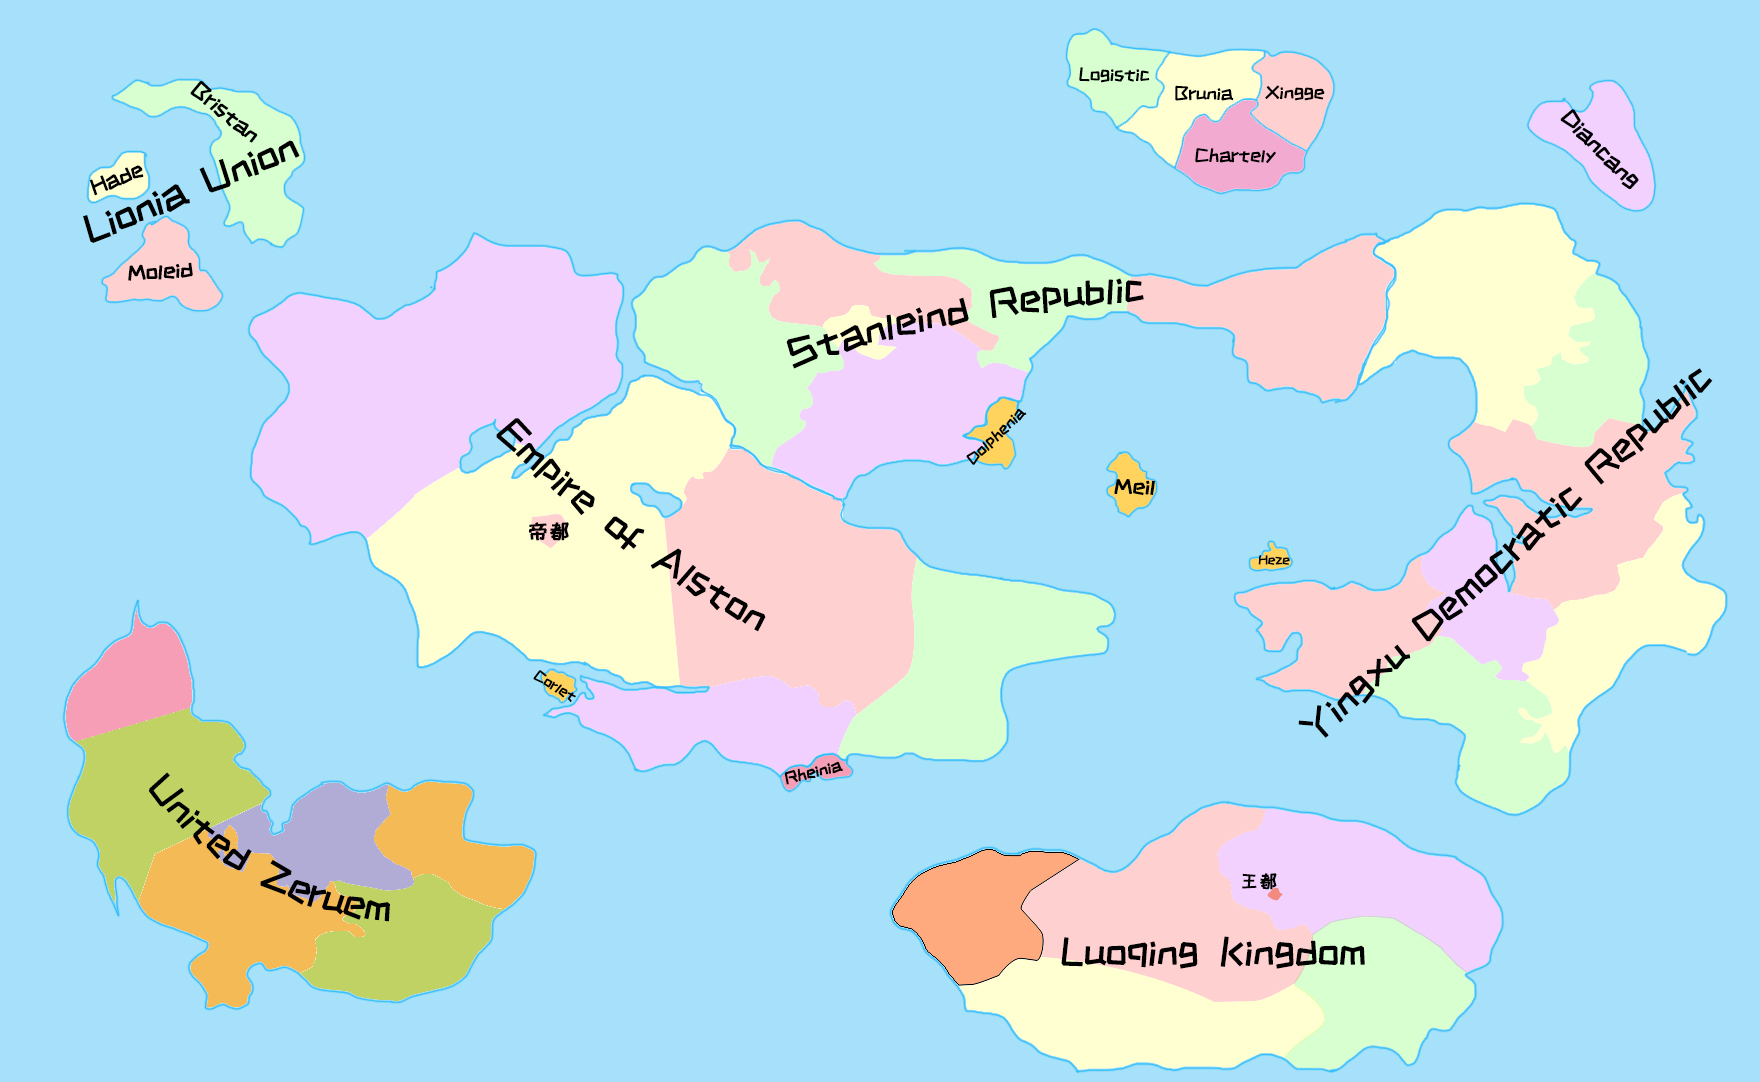 Logistic
Brunia
Xingge
Chartely
Diancang
Bristan
Hade
Lionia Union
Moleid
Stanleind Republic
Dolphenia
Meil
Heze
Empire of Alston
帝都
Yingxu Democratic Republic
Corlet
Rheinia
United Zeruem
王都
Luoqing Kingdom